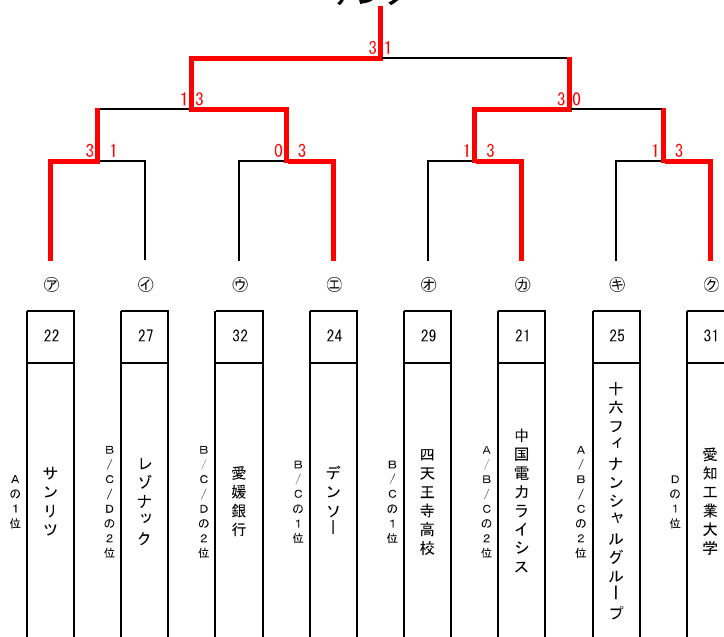 3 1
1 3
3 0
3 1
0 3
1 3
1 3
㋐ ㋑ ㋒ ㋓ ㋔ ㋕ ㋖ ㋗
22 27 32 24 29 21 25 31
Aの1位
サンリツ
B/C/Dの2位
レゾナック
B/C/Dの2位
愛媛銀行
B/Cの1位
デンソー
B/Cの1位
四天王寺高校
A/B/Cの2位
中国電力ライシス
A/B/Cの2位
十六フィナンシャルグループ
Dの1位
愛知工業大学